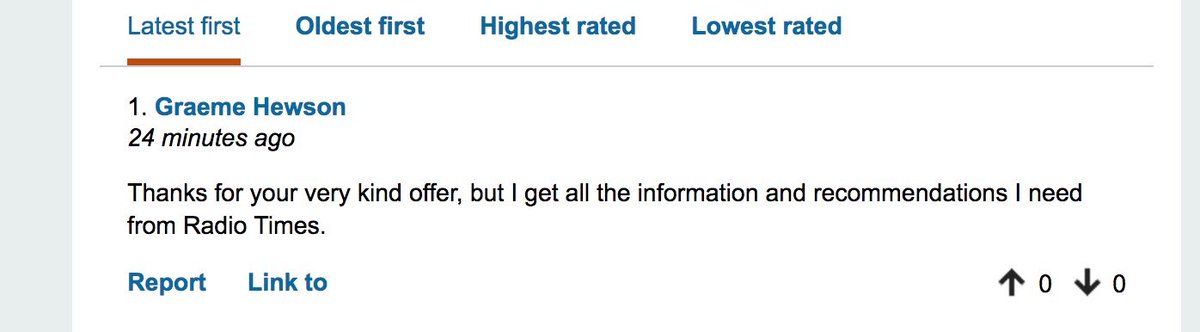 Latest first Oldest first Highest rated Lowest rated
1. Graeme Hewson
24 minutes ago
Thanks for your very kind offer, but I get all the information and recommendations I need
from Radio Times.
Report Link to 0 0